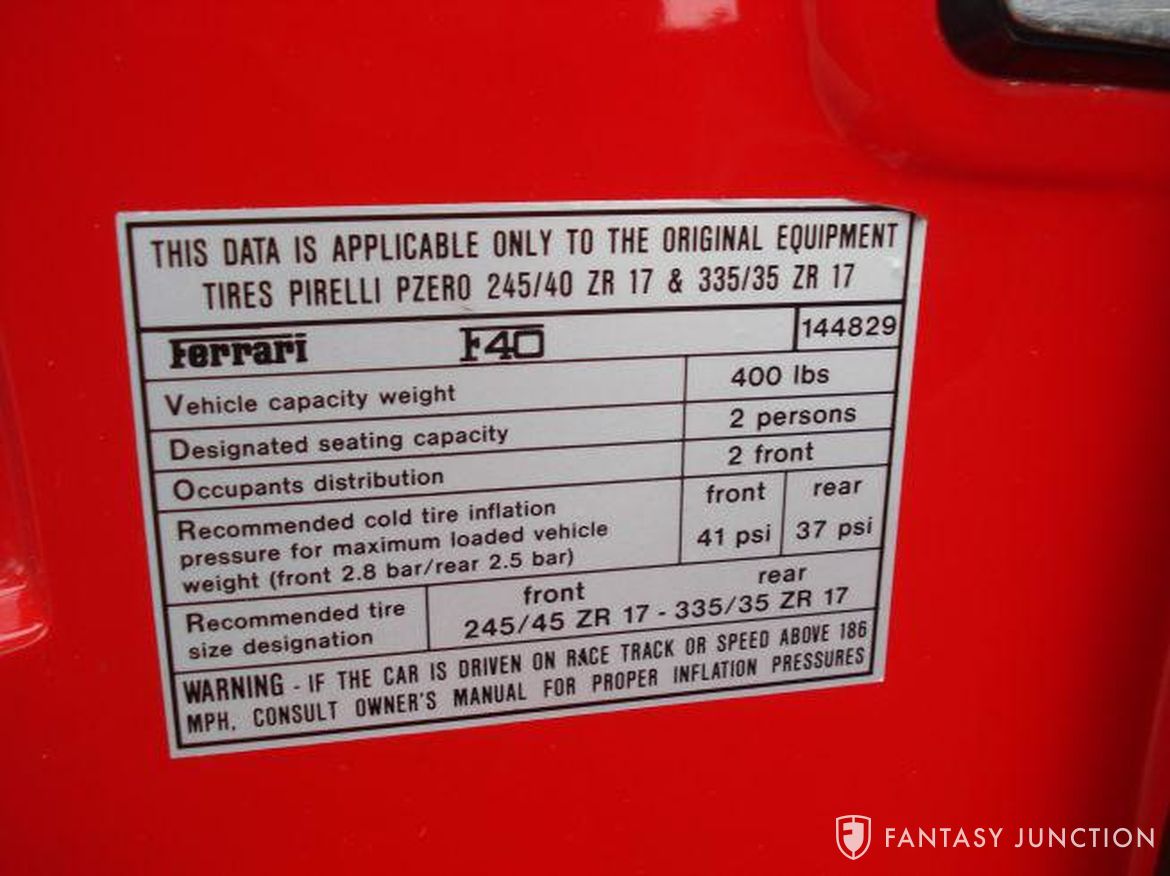 THIS DATA IS APPLICABLE ONLY TO THE ORIGINAL EQUIPMENT
TIRES PIRELLI PZERO 245/40 ZR 17 & 335/35 ZR 17
Ferrari F40 144829
Vehicle capacity weight 400 lbs
Designated seating capacity 2 persons
Occupants distribution 2 front
Recommended cold tire inflation
pressure for maximum loaded vehicle
weight (front 2.8 bar/rear 2.5 bar)
front rear
41 psi 37 psi
Recommended tire
size designation
front rear
245/45 ZR 17 - 335/35 ZR 17
WARNING - IF THE CAR IS DRIVEN ON RACE TRACK OR SPEED ABOVE 186
MPH, CONSULT OWNER'S MANUAL FOR PROPER INFLATION PRESSURES
FANTASY JUNCTION